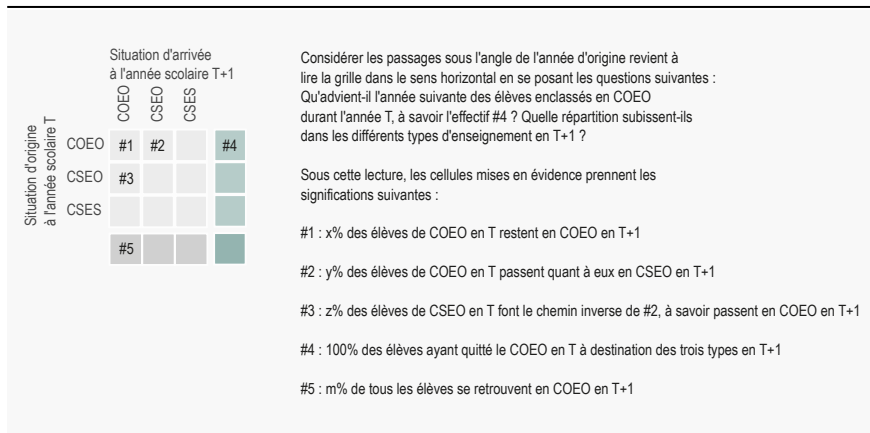 Situation d'arrivée
à l'année scolaire T+1
COEO
CSEO
CSES
Situation d'origine
à l'année scolaire T
COEO #1 #2 #4
CSEO #3
CSES
#5
Considérer les passages sous l'angle de l'année d'origine revient à
lire la grille dans le sens horizontal en se posant les questions suivantes :
Qu'advient-il l'année suivante des élèves enclassés en COEO
durant l'année T, à savoir l'effectif #4 ? Quelle répartition subissent-ils
dans les différents types d'enseignement en T+1 ?
Sous cette lecture, les cellules mises en évidence prennent les
significations suivantes :
#1 : x% des élèves de COEO en T restent en COEO en T+1
#2 : y% des élèves de COEO en T passent quant à eux en CSEO en T+1
#3 : z% des élèves de CSEO en T font le chemin inverse de #2, à savoir passent en COEO en T+1
#4 : 100% des élèves ayant quitté le COEO en T à destination des trois types en T+1
#5 : m% de tous les élèves se retrouvent en COEO en T+1